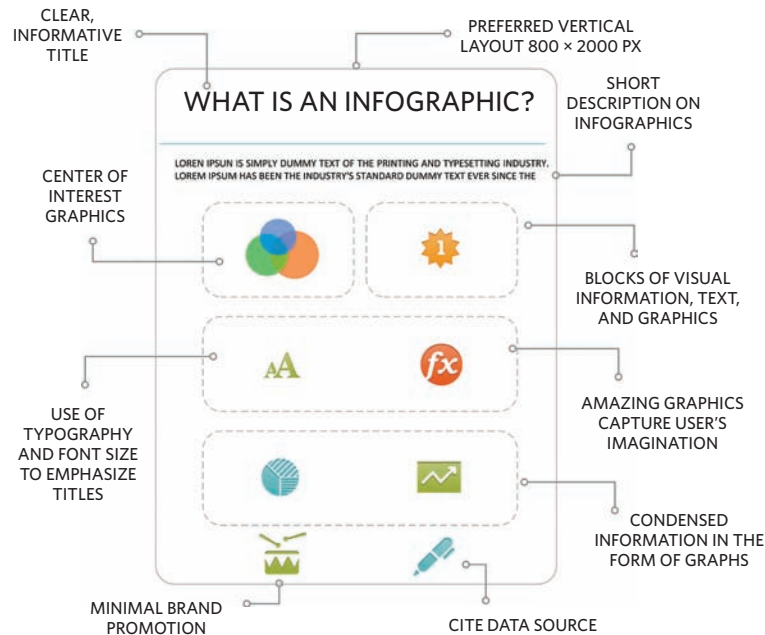 CLEAR,
INFORMATIVE
TITLE
PREFERRED VERTICAL
LAYOUT 800 × 2000 PX
WHAT IS AN INFOGRAPHIC?
SHORT
DESCRIPTION ON
INFOGRAPHICS
LOREN IPSUN IS SIMPLY DUMMY TEXT OF THE PRINTING AND TYPESETTING INDUSTRY.
LOREM IPSUM HAS BEEN THE INDUSTRY'S STANDARD DUMMY TEXT EVER SINCE THE
CENTER OF
INTEREST
GRAPHICS
1
BLOCKS OF VISUAL
INFORMATION, TEXT,
AND GRAPHICS
AA
fx
USE OF
TYPOGRAPHY
AND FONT SIZE
TO EMPHASIZE
TITLES
AMAZING GRAPHICS
CAPTURE USER'S
IMAGINATION
CONDENSED
INFORMATION IN THE
FORM OF GRAPHS
MINIMAL BRAND
PROMOTION
CITE DATA SOURCE